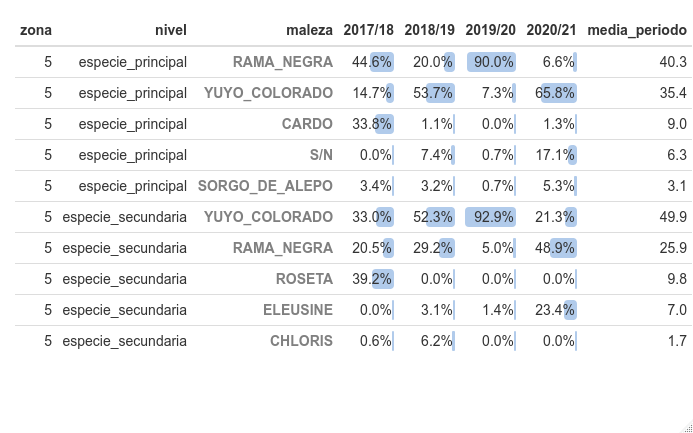 zona nivel maleza 2017/18 2018/19 2019/20 2020/21 media_periodo
5 especie_principal RAMA_NEGRA 44.6% 20.0% 90.0% 6.6% 40.3
5 especie_principal YUYO_COLORADO 14.7% 53.7% 7.3% 65.8% 35.4
5 especie_principal CARDO 33.8% 1.1% 0.0% 1.3% 9.0
5 especie_principal S/N 0.0% 7.4% 0.7% 17.1% 6.3
5 especie_principal SORGO_DE_ALEPO 3.4% 3.2% 0.7% 5.3% 3.1
5 especie_secundaria YUYO_COLORADO 33.0% 52.3% 92.9% 21.3% 49.9
5 especie_secundaria RAMA_NEGRA 20.5% 29.2% 5.0% 48.9% 25.9
5 especie_secundaria ROSETA 39.2% 0.0% 0.0% 0.0% 9.8
5 especie_secundaria ELEUSINE 0.0% 3.1% 1.4% 23.4% 7.0
5 especie_secundaria CHLORIS 0.6% 6.2% 0.0% 0.0% 1.7